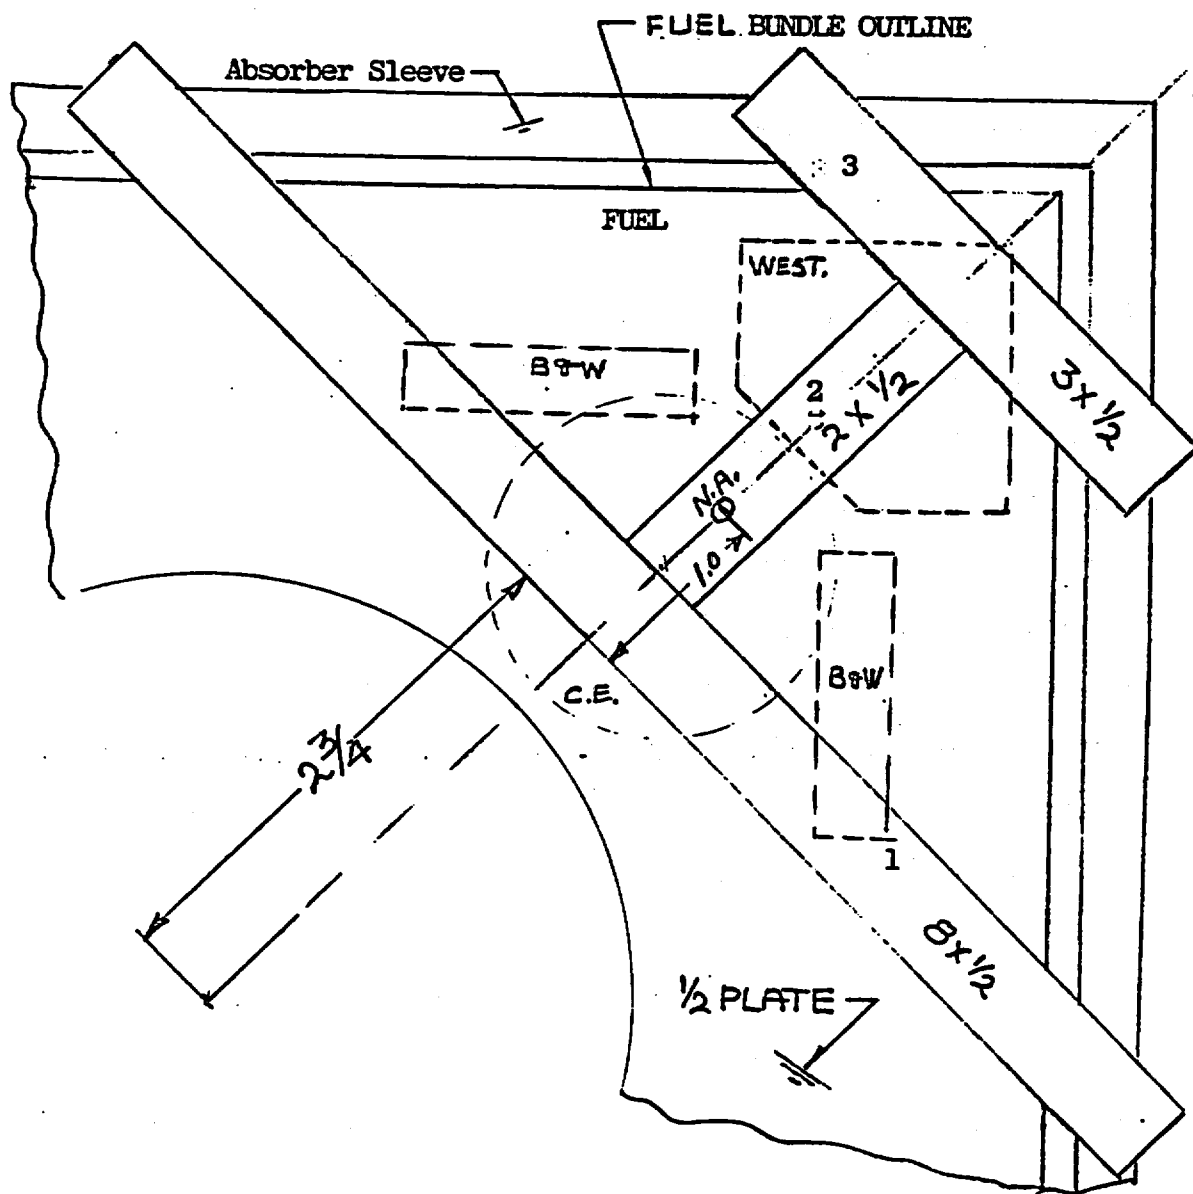 FUEL BUNDLE OUTLINE
Absorber Sleeve
3
FUEL
WEST.
B&W
3 x 1/2
2
2 x 1/2
N.A.
1.0
B&W
C.E.
2 3/4
1
8 x 1/2
1/2 PLATE